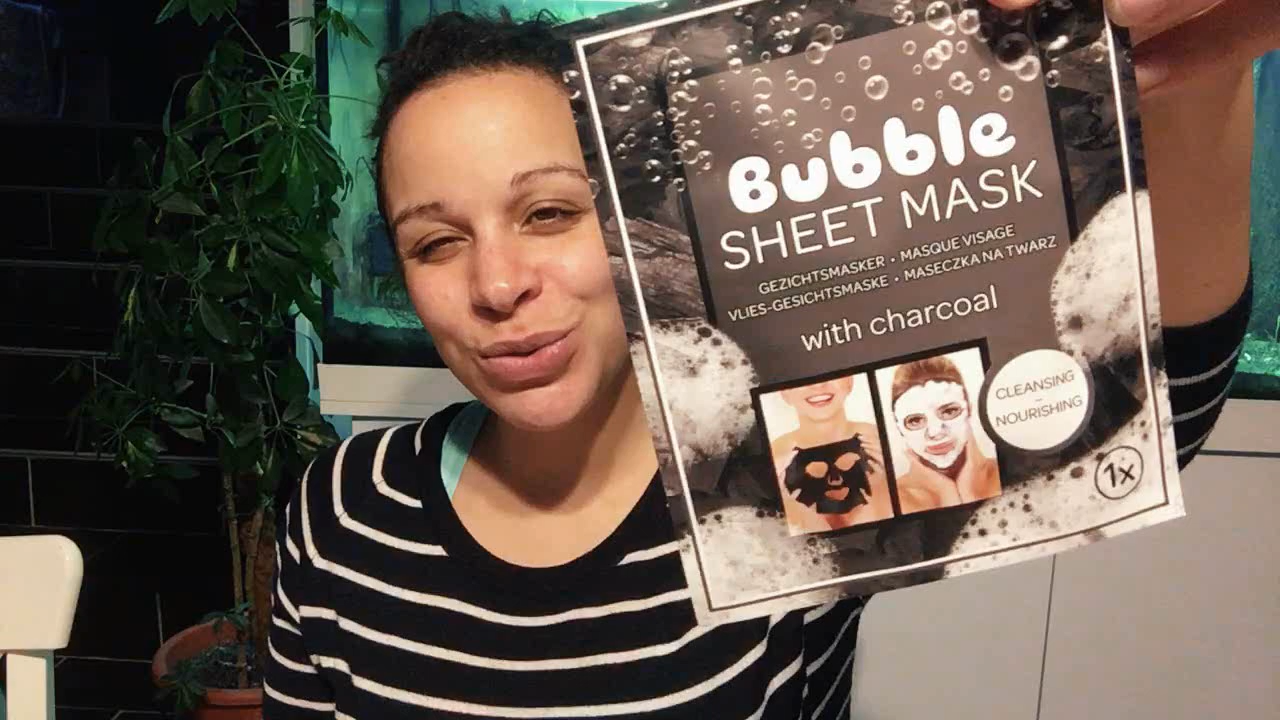 Bubble
SHEET MASK
GEZICHTSMASKER • MASQUE VISAGE
VLIES-GESICHTSMASKE • MASECZKA NA TWARZ
with charcoal
CLEANSING
–
NOURISHING
1x